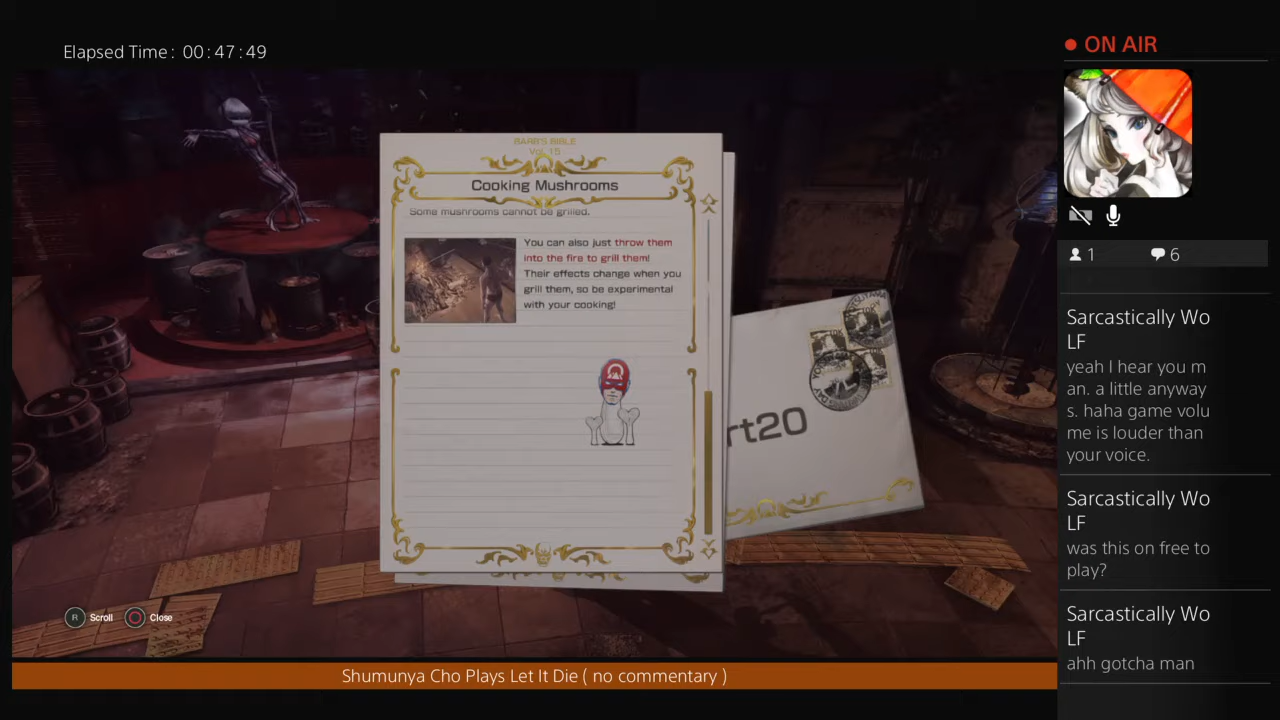 Elapsed Time: 00:47:49
ON AIR
1
6
BARB'S BIBLE
Vol. 15
Cooking Mushrooms
Some mushrooms cannot be grilled.
You can also just throw them
into the fire to grill them!
Their effects change when you
grill them, so be experimental
with your cooking!
rt20
R Scroll
Close
Shumunya Cho Plays Let It Die ( no commentary )
Sarcastically Wo
LF
yeah I hear you m
an. a little anyway
s. haha game volu
me is louder than
your voice.
Sarcastically Wo
LF
was this on free to
play?
Sarcastically Wo
LF
ahh gotcha man